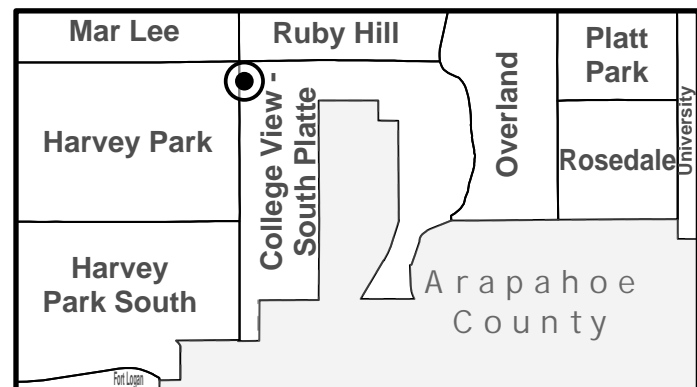 Mar Lee
Ruby Hill
Platt
Park
Harvey Park
College View -
South Platte
Overland
Rosedale
University
Harvey
Park South
Arapahoe
County
Fort Logan